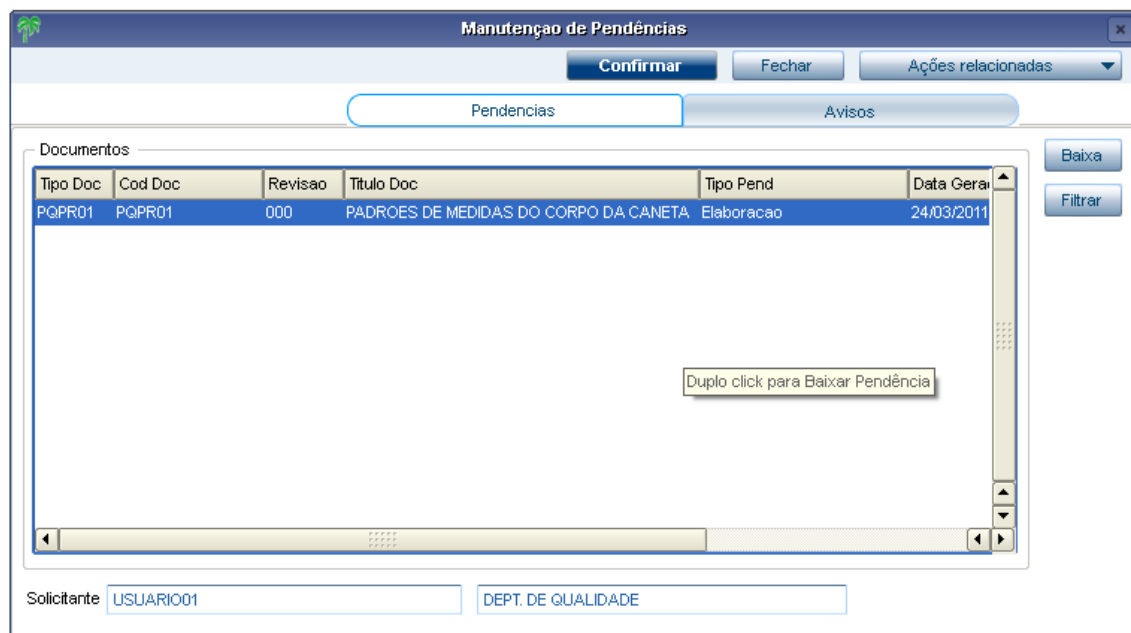 Manutençao de Pendências
Confirmar Fechar Ações relacionadas
Pendencias Avisos
Documentos
Baixa
Tipo Doc Cod Doc Revisao Titulo Doc Tipo Pend Data Gera
Filtrar
PQPR01 PQPR01 000 PADROES DE MEDIDAS DO CORPO DA CANETA Elaboracao 24/03/2011
Duplo click para Baixar Pendência
Solicitante USUARIO01 DEPT. DE QUALIDADE